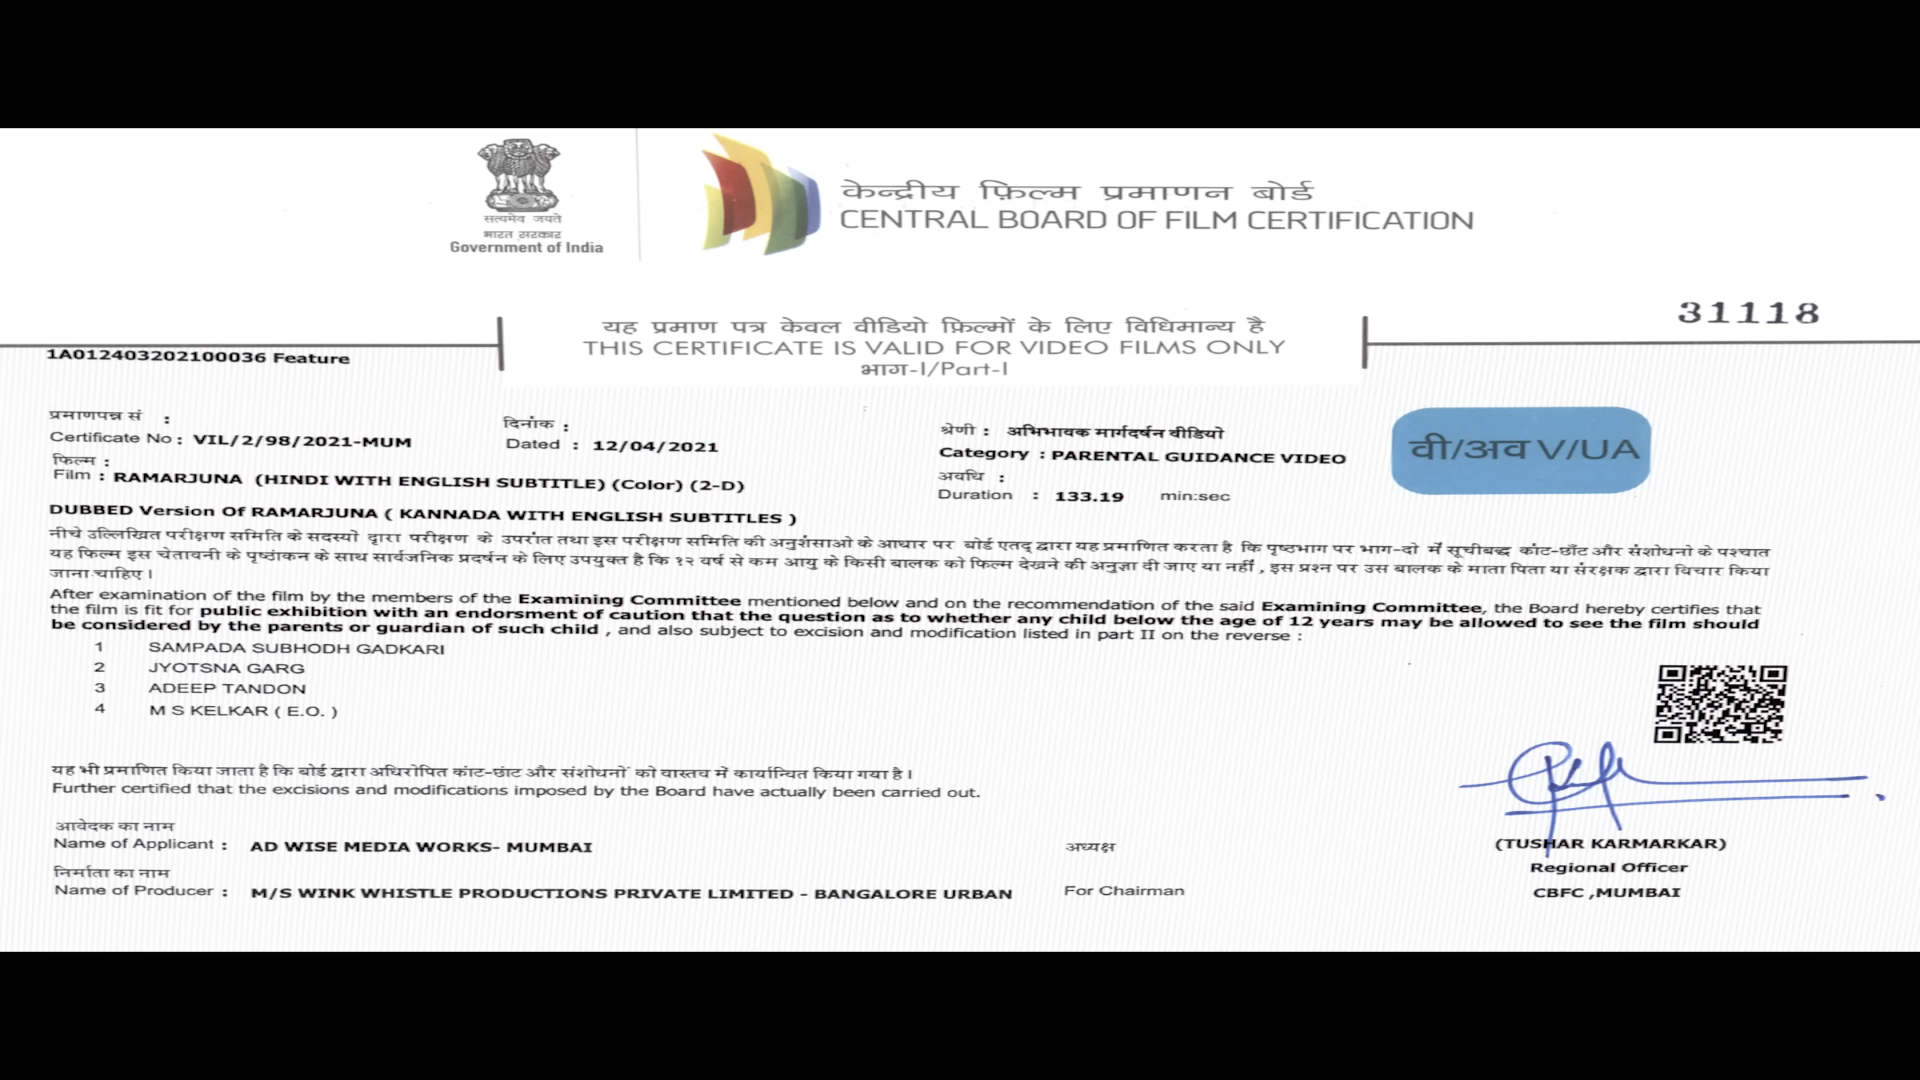 सत्यमेव जयते
भारत सरकार
Government of India
केन्द्रीय फ़िल्म प्रमाणन बोर्ड
CENTRAL BOARD OF FILM CERTIFICATION
31118
यह प्रमाण पत्र केवल वीडियो फ़िल्मों के लिए विधिमान्य है
THIS CERTIFICATE IS VALID FOR VIDEO FILMS ONLY
भाग-I/Part-I
1A012403202100036 Feature
प्रमाणपत्र सं :
Certificate No : VIL/2/98/2021-MUM
दिनांक :
Dated : 12/04/2021
श्रेणी : अभिभावक मार्गदर्षन वीडियो
Category : PARENTAL GUIDANCE VIDEO
वी/अव V/UA
फिल्म :
Film : RAMARJUNA (HINDI WITH ENGLISH SUBTITLE) (Color) (2-D)
अवधि :
Duration : 133.19 min:sec
DUBBED Version Of RAMARJUNA ( KANNADA WITH ENGLISH SUBTITLES )
नीचे उल्लिखित परीक्षण समिति के सदस्यों द्वारा परीक्षण के उपरांत तथा इस परीक्षण समिति की अनुशंसाओ के आधार पर बोर्ड एतद् द्वारा यह प्रमाणित करता है कि पृष्ठभाग पर भाग-दो में सूचीबद्ध कांट-छाँट और संशोधनो के पश्चात
यह फिल्म इस चेतावनी के पृष्ठांकन के साथ सार्वजनिक प्रदर्षन के लिए उपयुक्त है कि १२ वर्ष से कम आयु के किसी बालक को फिल्म देखने की अनुज्ञा दी जाए या नहीं , इस प्रश्न पर उस बालक के माता पिता या संरक्षक द्वारा विचार किया
जाना चाहिए ।
After examination of the film by the members of the Examining Committee mentioned below and on the recommendation of the said Examining Committee, the Board hereby certifies that
the film is fit for public exhibition with an endorsment of caution that the question as to whether any child below the age of 12 years may be allowed to see the film should
be considered by the parents or guardian of such child , and also subject to excision and modification listed in part II on the reverse :
1 SAMPADA SUBHODH GADKARI
2 JYOTSNA GARG
3 ADEEP TANDON
4 M S KELKAR ( E.O. )
यह भी प्रमाणित किया जाता है कि बोर्ड द्वारा अधिरोपित कांट-छांट और संशोधनों को वास्तव में कार्यान्वित किया गया है ।
Further certified that the excisions and modifications imposed by the Board have actually been carried out.
आवेदक का नाम
Name of Applicant : AD WISE MEDIA WORKS- MUMBAI
निर्माता का नाम
Name of Producer : M/S WINK WHISTLE PRODUCTIONS PRIVATE LIMITED - BANGALORE URBAN
अध्यक्ष
For Chairman
(TUSHAR KARMARKAR)
Regional Officer
CBFC ,MUMBAI